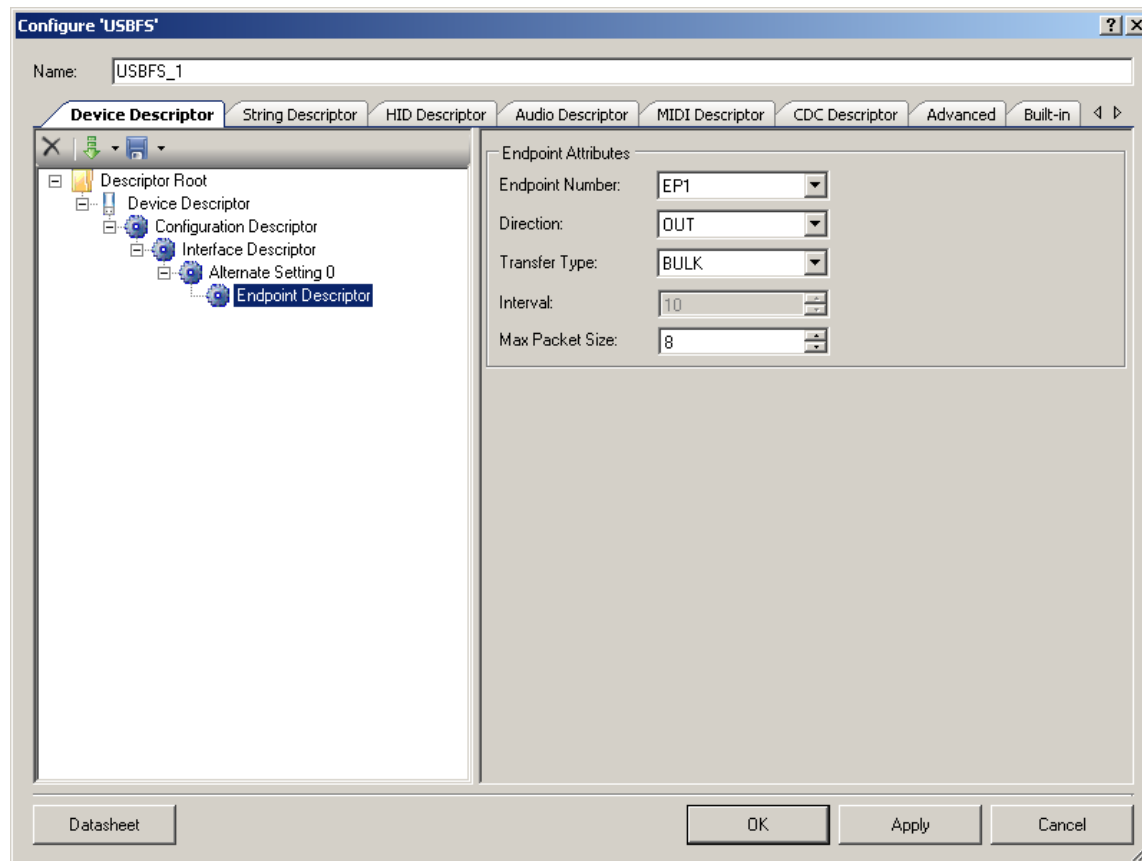 Configure 'USBFS'
Name: USBFS_1
Device Descriptor String Descriptor HID Descriptor Audio Descriptor MIDI Descriptor CDC Descriptor Advanced Built-in
Descriptor Root
Device Descriptor
Configuration Descriptor
Interface Descriptor
Alternate Setting 0
Endpoint Descriptor
Endpoint Attributes
Endpoint Number: EP1
Direction: OUT
Transfer Type: BULK
Interval: 10
Max Packet Size: 8
Datasheet OK Apply Cancel